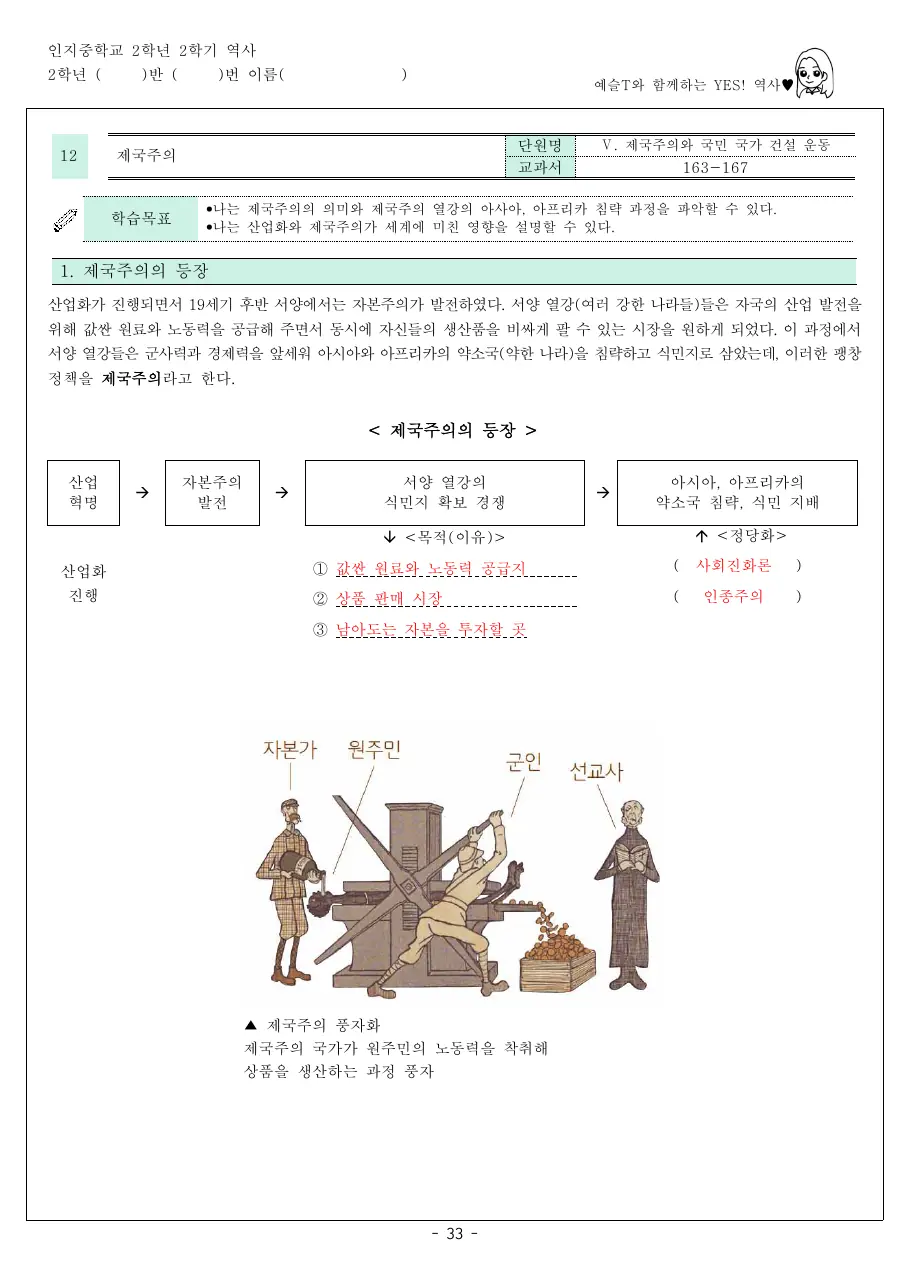 인지중학교 2학년 2학기 역사
2학년 (      )반 (      )번 이름(                )
예슬T와 함께하는 YES! 역사♥
12
제국주의
단원명
Ⅴ. 제국주의와 국민 국가 건설 운동
교과서
163-167
학습목표
●나는 제국주의의 의미와 제국주의 열강의 아사아, 아프리카 침략 과정을 파악할 수 있다.
●나는 산업화와 제국주의가 세계에 미친 영향을 설명할 수 있다.
1. 제국주의의 등장
산업화가 진행되면서 19세기 후반 서양에서는 자본주의가 발전하였다. 서양 열강(여러 강한 나라들)들은 자국의 산업 발전을
위해 값싼 원료와 노동력을 공급해 주면서 동시에 자신들의 생산품을 비싸게 팔 수 있는 시장을 원하게 되었다. 이 과정에서
서양 열강들은 군사력과 경제력을 앞세워 아시아와 아프리카의 약소국(약한 나라)을 침략하고 식민지로 삼았는데, 이러한 팽창
정책을 제국주의라고 한다.
< 제국주의의 등장 >
산업
혁명
→
자본주의
발전
→
서양 열강의
식민지 확보 경쟁
→
아시아, 아프리카의
약소국 침략, 식민 지배
산업화
진행
↓ <목적(이유)>
① 값싼 원료와 노동력 공급지
② 상품 판매 시장
③ 남아도는 자본을 투자할 곳
↑ <정당화>
( 사회진화론 )
( 인종주의 )
자본가
원주민
군인
선교사
▲ 제국주의 풍자화
제국주의 국가가 원주민의 노동력을 착취해
상품을 생산하는 과정 풍자
- 33 -